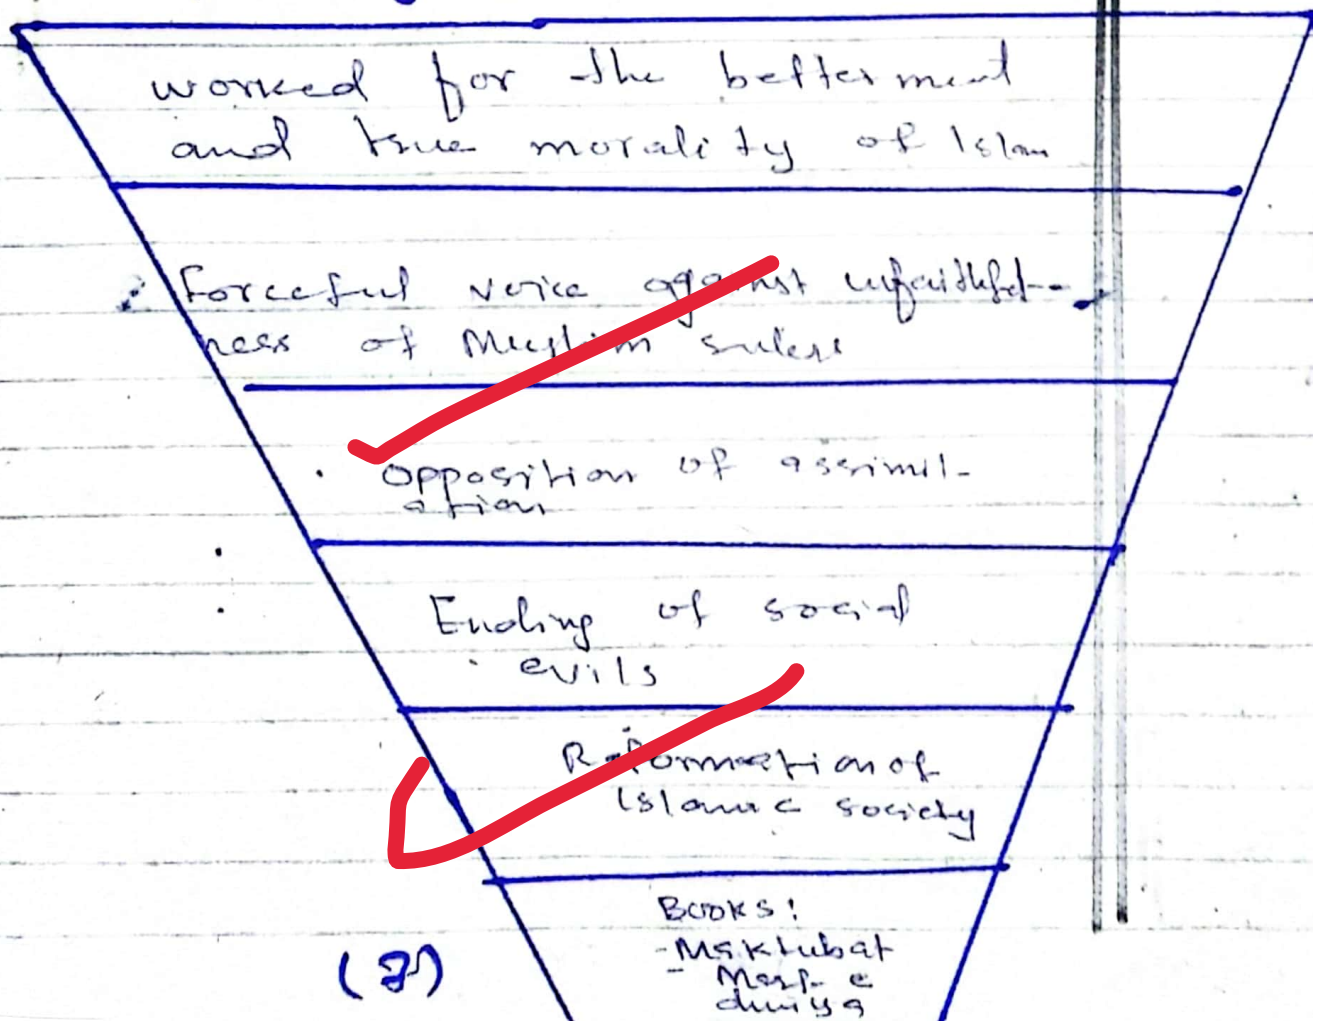 worked for the betterment
and true morality of Islam
Forceful voice against unfaithful-
ness of Muslim rulers
Opposition of assimil-
ation
Ending of social
evils
Reformation of
Islamic society
Books:
- Maktubat
-
(7)